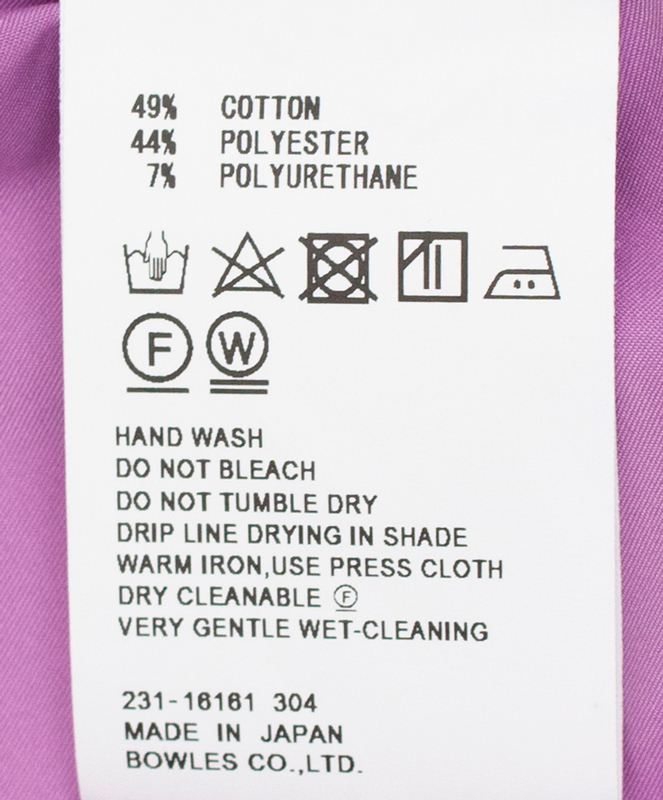 49% COTTON
44% POLYESTER
7% POLYURETHANE
F W
HAND WASH
DO NOT BLEACH
DO NOT TUMBLE DRY
DRIP LINE DRYING IN SHADE
WARM IRON,USE PRESS CLOTH
DRY CLEANABLE Ⓕ
VERY GENTLE WET-CLEANING
231-16161 304
MADE IN JAPAN
BOWLES CO.,LTD.